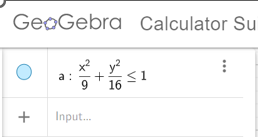 GeoGebra Calculator Su
a : x²/9 + y²/16 ≤ 1
+ Input...